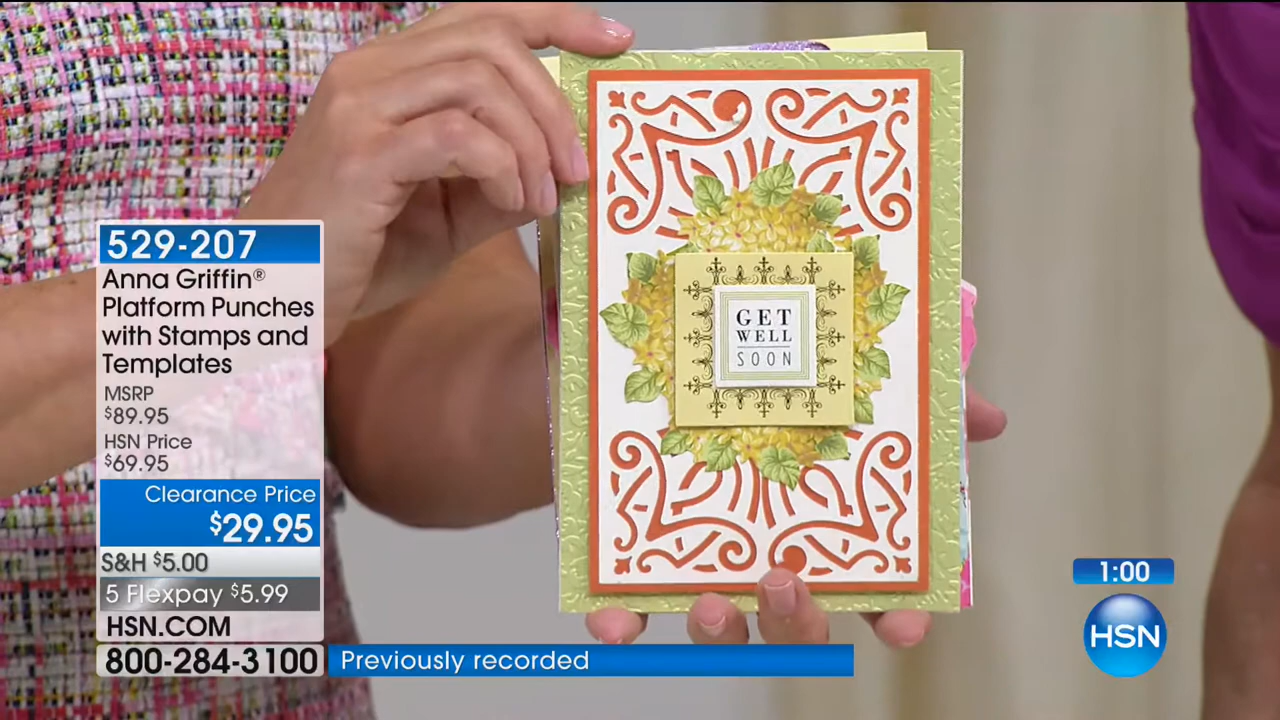 529-207
Anna Griffin®
Platform Punches
with Stamps and
Templates
MSRP
$89.95
HSN Price
$69.95
Clearance Price
$29.95
S&H $5.00
5 Flexpay $5.99
HSN.COM
800-284-3100
Previously recorded
GET
WELL
SOON
1:00
HSN